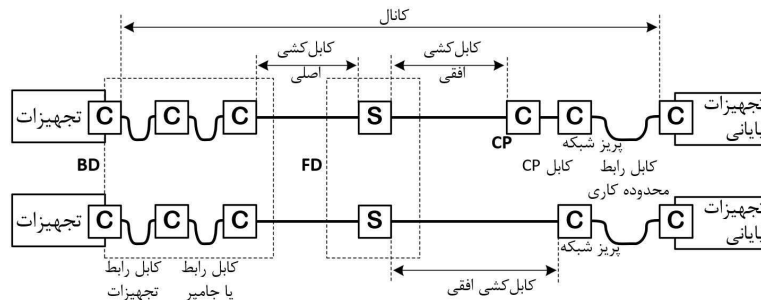 کانال
کابل‌کشی
اصلی
کابل‌کشی
افقی
تجهیزات
C
C
C
S
C
C
C
تجهیزات
پایانی
BD
FD
CP
پریز شبکه
کابل CP
کابل رابط
محدوده کاری
تجهیزات
C
C
C
S
C
C
تجهیزات
پایانی
کابل رابط
تجهیزات
کابل رابط
یا جامپر
کابل‌کشی افقی
پریز شبکه